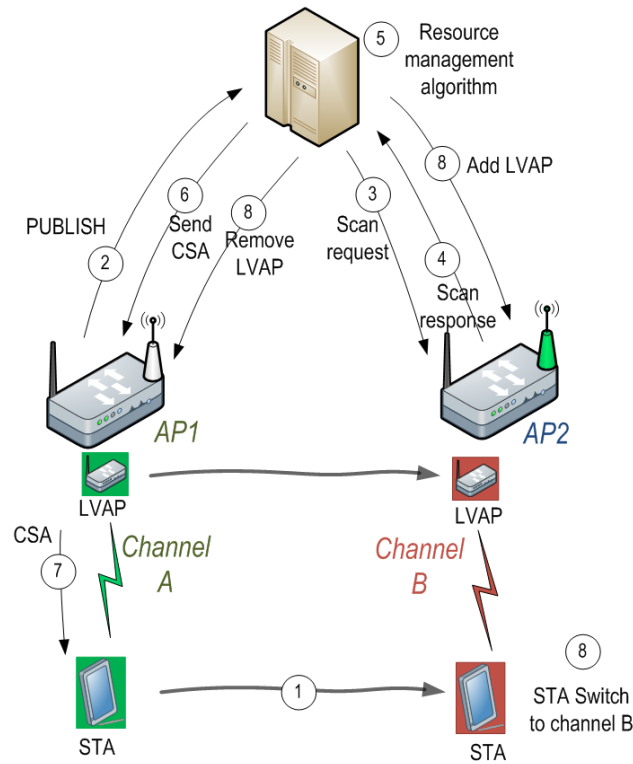 5
Resource
management
algorithm
8
Add LVAP
6
Send
CSA
8
Remove
LVAP
3
Scan
request
PUBLISH
2
4
Scan
response
AP1
AP2
LVAP
LVAP
CSA
7
Channel
A
Channel
B
8
STA Switch
to channel B
1
STA
STA